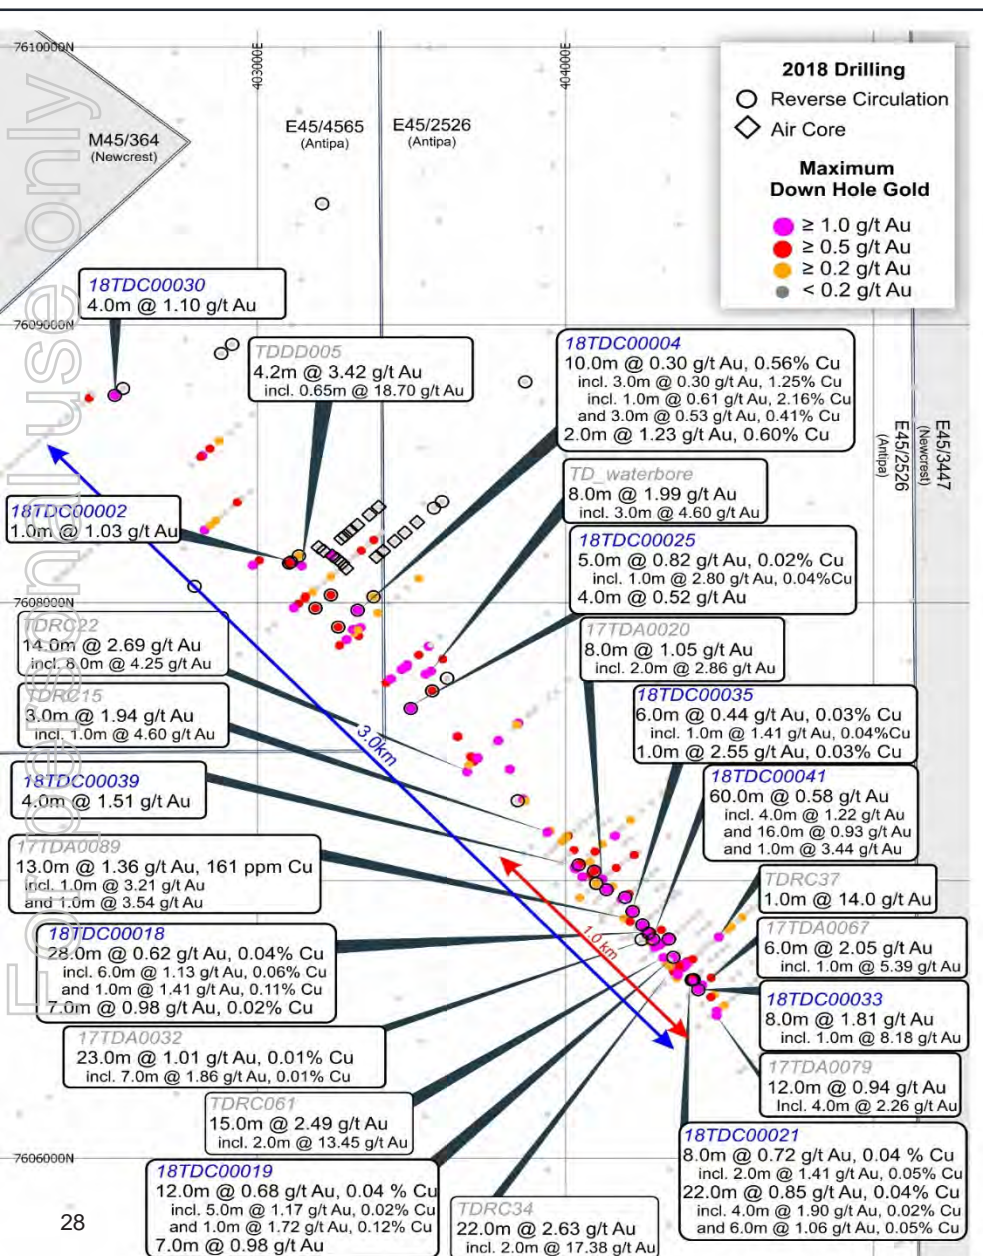 7610000N
403000E
404000E
2018 Drilling
Reverse Circulation
Air Core
Maximum
Down Hole Gold
≥ 1.0 g/t Au
≥ 0.5 g/t Au
≥ 0.2 g/t Au
< 0.2 g/t Au
M45/364
(Newcrest)
E45/4565
(Antipa)
E45/2526
(Antipa)
For personal use only
18TDC00030
4.0m @ 1.10 g/t Au
7609000N
TDDD005
4.2m @ 3.42 g/t Au
incl. 0.65m @ 18.70 g/t Au
18TDC00004
10.0m @ 0.30 g/t Au, 0.56% Cu
incl. 3.0m @ 0.30 g/t Au, 1.25% Cu
incl. 1.0m @ 0.61 g/t Au, 2.16% Cu
and 3.0m @ 0.53 g/t Au, 0.41% Cu
2.0m @ 1.23 g/t Au, 0.60% Cu
E45/3447
(Newcrest)
E45/2526
(Antipa)
TD_waterbore
8.0m @ 1.99 g/t Au
incl. 3.0m @ 4.60 g/t Au
18TDC00002
1.0m @ 1.03 g/t Au
18TDC00025
5.0m @ 0.82 g/t Au, 0.02% Cu
incl. 1.0m @ 2.80 g/t Au, 0.04%Cu
4.0m @ 0.52 g/t Au
7608000N
TDRC22
14.0m @ 2.69 g/t Au
incl. 8.0m @ 4.25 g/t Au
17TDA0020
8.0m @ 1.05 g/t Au
incl. 2.0m @ 2.86 g/t Au
TDRC15
3.0m @ 1.94 g/t Au
incl. 1.0m @ 4.60 g/t Au
18TDC00035
6.0m @ 0.44 g/t Au, 0.03% Cu
incl. 1.0m @ 1.41 g/t Au, 0.04%Cu
1.0m @ 2.55 g/t Au, 0.03% Cu
3.0km
18TDC00039
4.0m @ 1.51 g/t Au
18TDC00041
60.0m @ 0.58 g/t Au
incl. 4.0m @ 1.22 g/t Au
and 16.0m @ 0.93 g/t Au
and 1.0m @ 3.44 g/t Au
17TDA0089
13.0m @ 1.36 g/t Au, 161 ppm Cu
incl. 1.0m @ 3.21 g/t Au
and 1.0m @ 3.54 g/t Au
TDRC37
1.0m @ 14.0 g/t Au
1.0 km
17TDA0067
6.0m @ 2.05 g/t Au
incl. 1.0m @ 5.39 g/t Au
18TDC00018
28.0m @ 0.62 g/t Au, 0.04% Cu
incl. 6.0m @ 1.13 g/t Au, 0.06% Cu
and 1.0m @ 1.41 g/t Au, 0.11% Cu
7.0m @ 0.98 g/t Au, 0.02% Cu
18TDC00033
8.0m @ 1.81 g/t Au
incl. 1.0m @ 8.18 g/t Au
17TDA0032
23.0m @ 1.01 g/t Au, 0.01% Cu
incl. 7.0m @ 1.86 g/t Au, 0.01% Cu
17TDA0079
12.0m @ 0.94 g/t Au
Incl. 4.0m @ 2.26 g/t Au
TDRC061
15.0m @ 2.49 g/t Au
incl. 2.0m @ 13.45 g/t Au
18TDC00021
8.0m @ 0.72 g/t Au, 0.04 % Cu
incl. 2.0m @ 1.41 g/t Au, 0.05% Cu
22.0m @ 0.85 g/t Au, 0.04% Cu
incl. 4.0m @ 1.90 g/t Au, 0.02% Cu
and 6.0m @ 1.06 g/t Au, 0.05% Cu
7606000N
18TDC00019
12.0m @ 0.68 g/t Au, 0.04 % Cu
incl. 5.0m @ 1.17 g/t Au, 0.02% Cu
and 1.0m @ 1.72 g/t Au, 0.12% Cu
7.0m @ 0.98 g/t Au
TDRC34
22.0m @ 2.63 g/t Au
incl. 2.0m @ 17.38 g/t Au
28